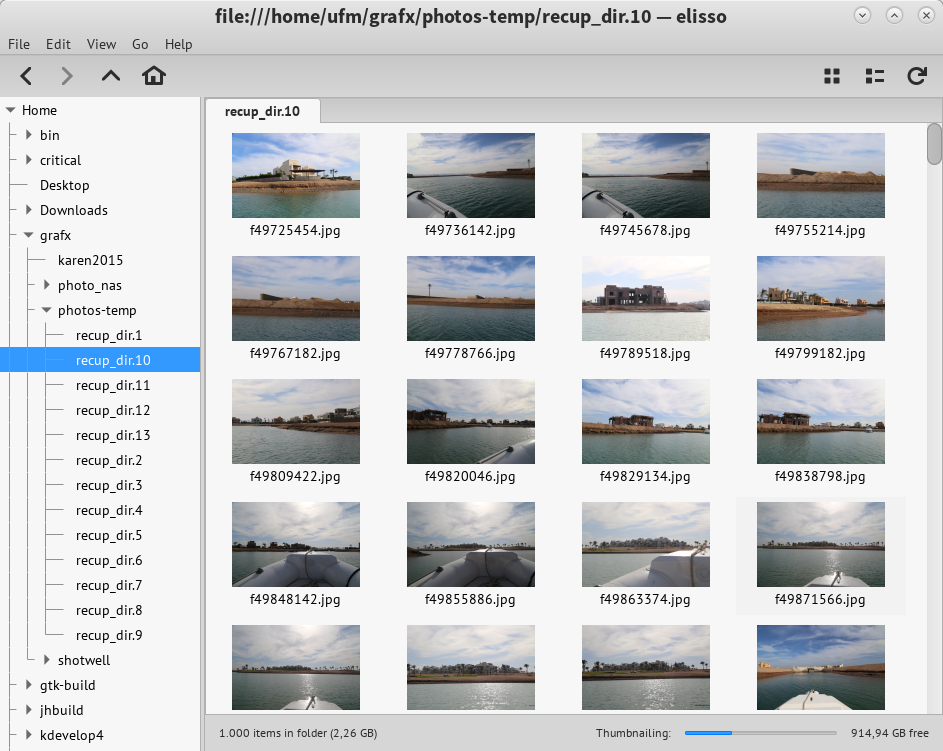 file:///home/ufm/grafx/photos-temp/recup_dir.10 — elisso
File Edit View Go Help
Home
bin
critical
Desktop
Downloads
grafx
karen2015
photo_nas
photos-temp
recup_dir.1
recup_dir.10
recup_dir.11
recup_dir.12
recup_dir.13
recup_dir.2
recup_dir.3
recup_dir.4
recup_dir.5
recup_dir.6
recup_dir.7
recup_dir.8
recup_dir.9
shotwell
gtk-build
jhbuild
kdevelop4
recup_dir.10
f49725454.jpg f49736142.jpg f49745678.jpg f49755214.jpg
f49767182.jpg f49778766.jpg f49789518.jpg f49799182.jpg
f49809422.jpg f49820046.jpg f49829134.jpg f49838798.jpg
f49848142.jpg f49855886.jpg f49863374.jpg f49871566.jpg
1.000 items in folder (2,26 GB) Thumbnailing: 914,94 GB free